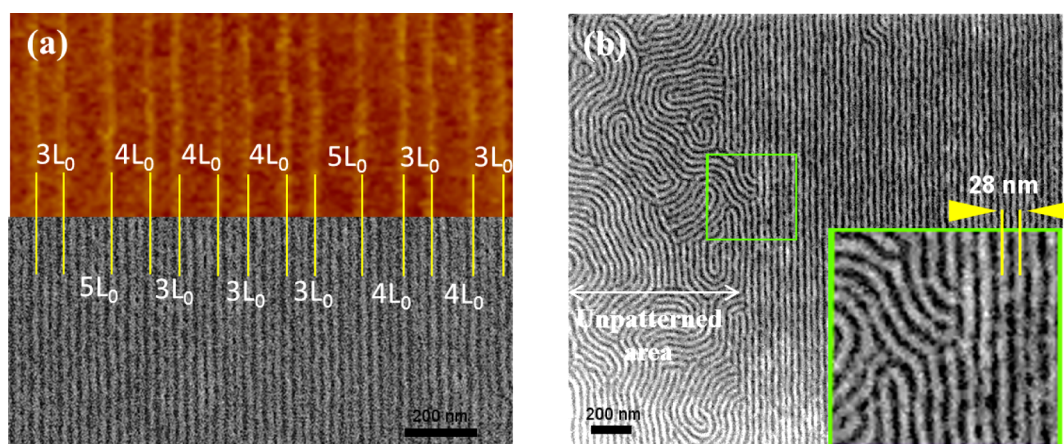 (a)
3L₀ 4L₀ 4L₀ 4L₀ 5L₀ 3L₀ 3L₀
5L₀ 3L₀ 3L₀ 3L₀ 4L₀ 4L₀
200 nm
(b)
28 nm
Unpatterned
area
200 nm